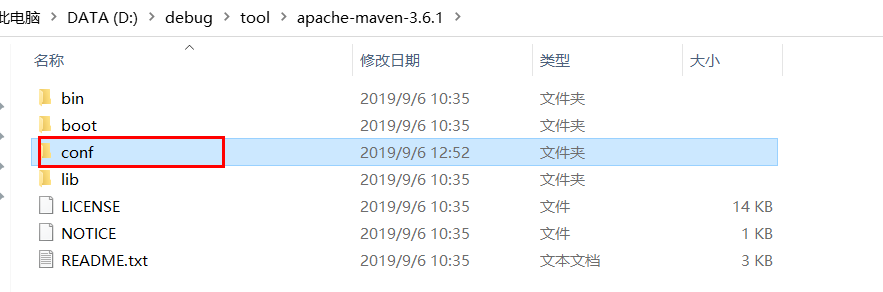 此电脑 > DATA (D:) > debug > tool > apache-maven-3.6.1 >
名称 修改日期 类型 大小
bin 2019/9/6 10:35 文件夹
boot 2019/9/6 10:35 文件夹
conf 2019/9/6 12:52 文件夹
lib 2019/9/6 10:35 文件夹
LICENSE 2019/9/6 10:35 文件 14 KB
NOTICE 2019/9/6 10:35 文件 1 KB
README.txt 2019/9/6 10:35 文本文档 3 KB